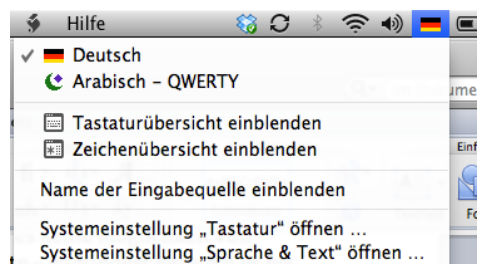 Hilfe
Deutsch
Arabisch – QWERTY
Tastaturübersicht einblenden
Zeichenübersicht einblenden
Name der Eingabequelle einblenden
Systemeinstellung „Tastatur“ öffnen ...
Systemeinstellung „Sprache & Text“ öffnen ...